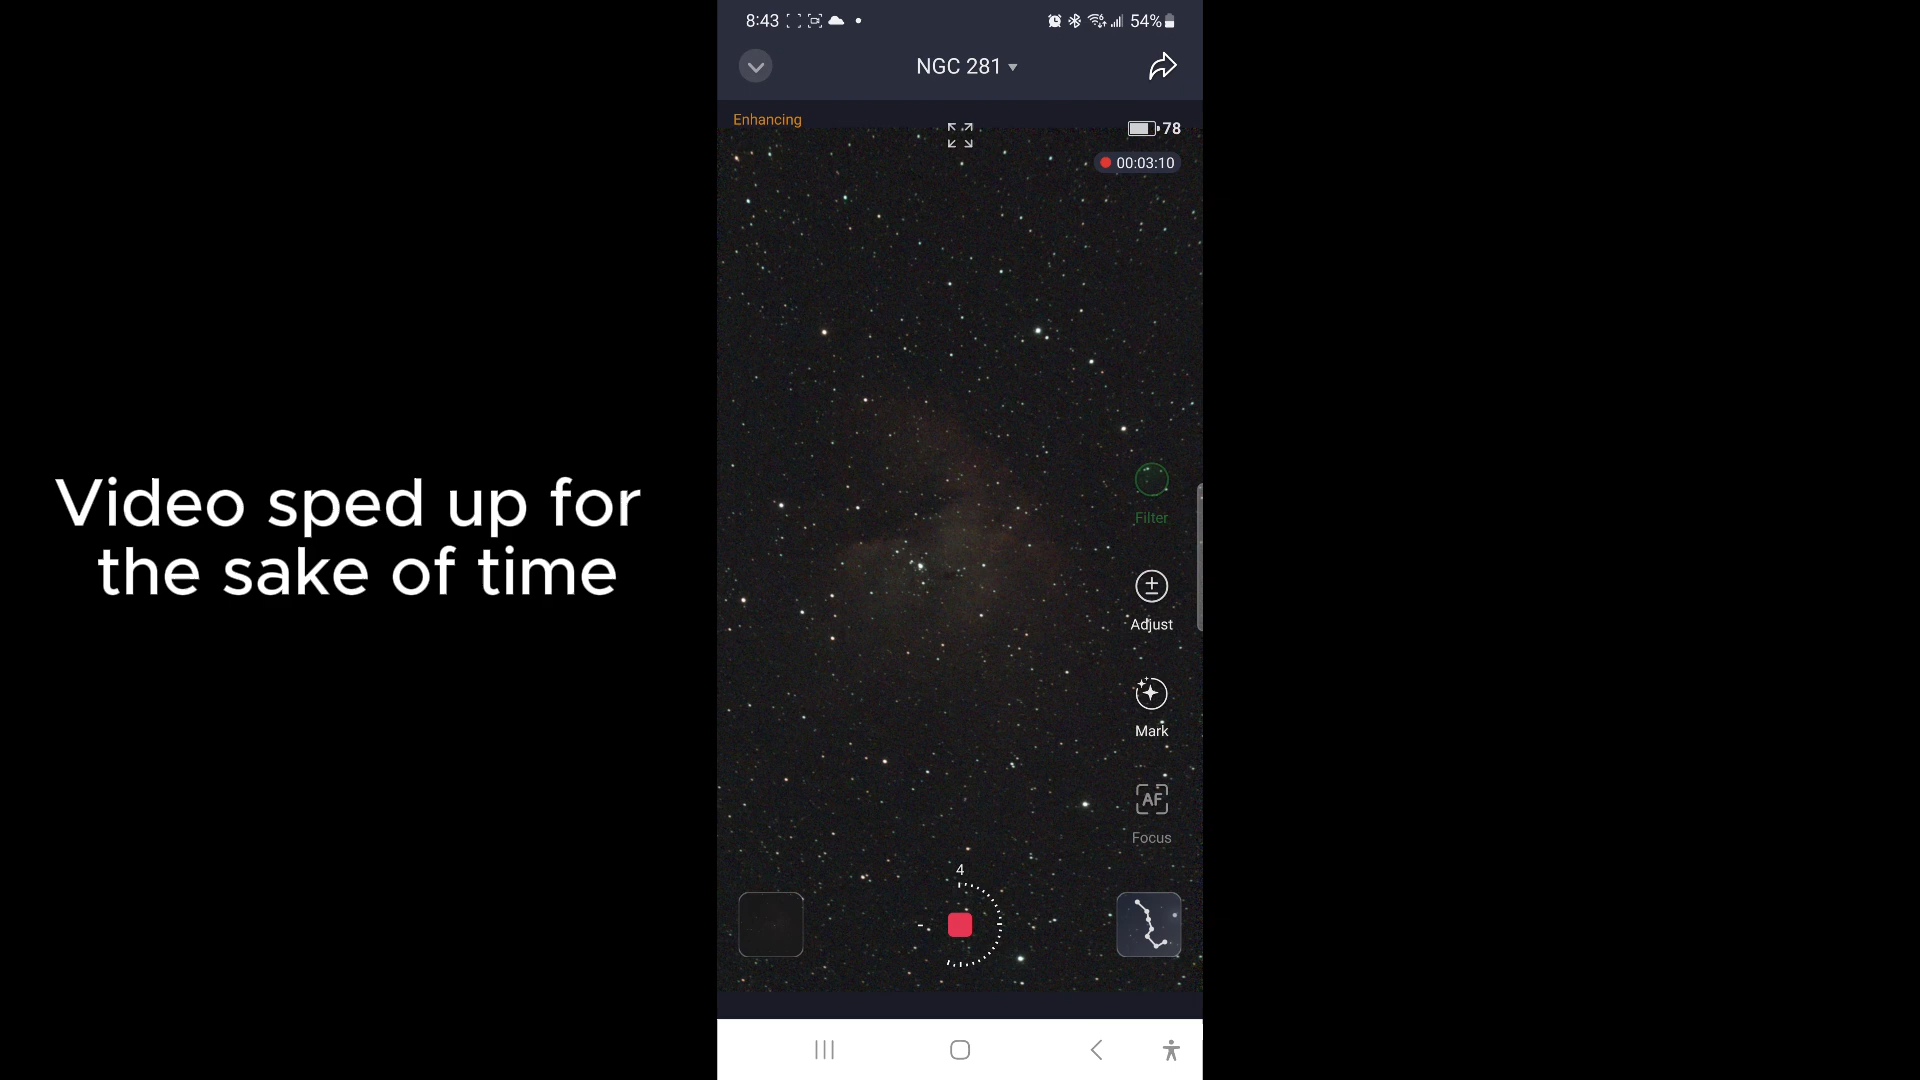 8:43
54%
NGC 281
Enhancing
78
00:03:10
Video sped up for
the sake of time
Filter
Adjust
Mark
AF
Focus
4